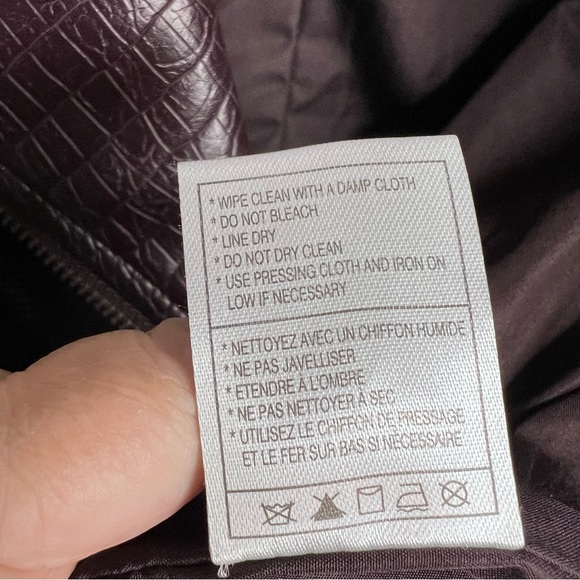 * WIPE CLEAN WITH A DAMP CLOTH
* DO NOT BLEACH
* LINE DRY
* DO NOT DRY CLEAN
* USE PRESSING CLOTH AND IRON ON
LOW IF NECESSARY
* NETTOYEZ AVEC UN CHIFFON HUMIDE
* NE PAS JAVELLISER
* ETENDRE À L'OMBRE
* NE PAS NETTOYER À SEC
* UTILISEZ LE CHIFFON DE PRESSAGE
ET LE FER SUR BAS SI NÉCESSAIRE